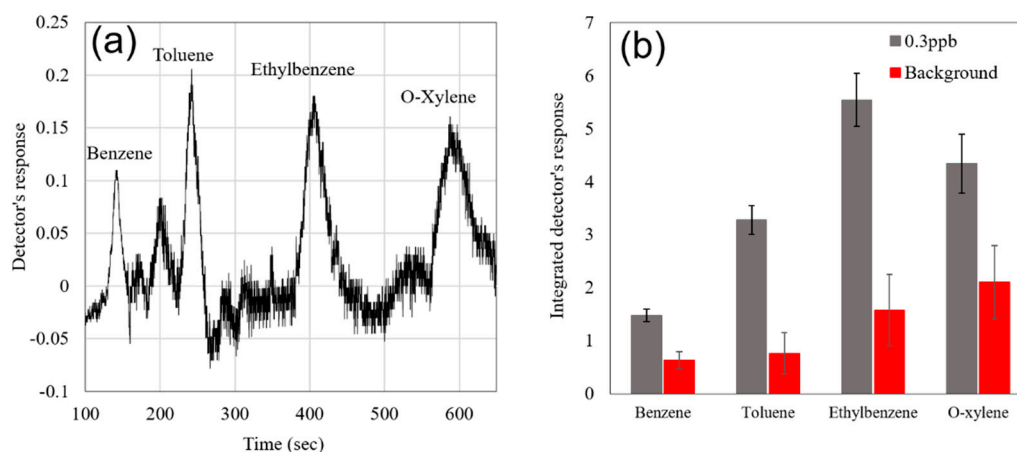 (a)
Detector's response
0.25
0.2
0.15
0.1
0.05
0
-0.05
-0.1
Benzene
Toluene
Ethylbenzene
O-Xylene
100 200 300 400 500 600
Time (sec)
(b)
Integrated detector's response
7
6
5
4
3
2
1
0
0.3ppb
Background
Benzene Toluene Ethylbenzene O-xylene